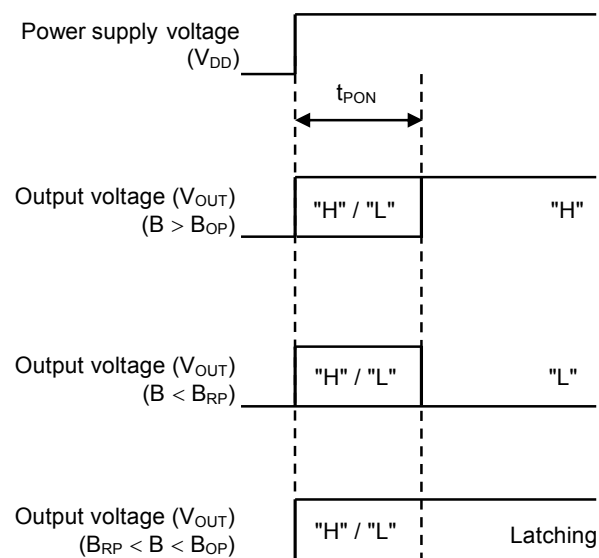 Power supply voltage
(VDD)
tPON
Output voltage (VOUT)
(B > BOP)
"H" / "L"
"H"
Output voltage (VOUT)
(B < BRP)
"H" / "L"
"L"
Output voltage (VOUT)
(BRP < B < BOP)
"H" / "L"
Latching